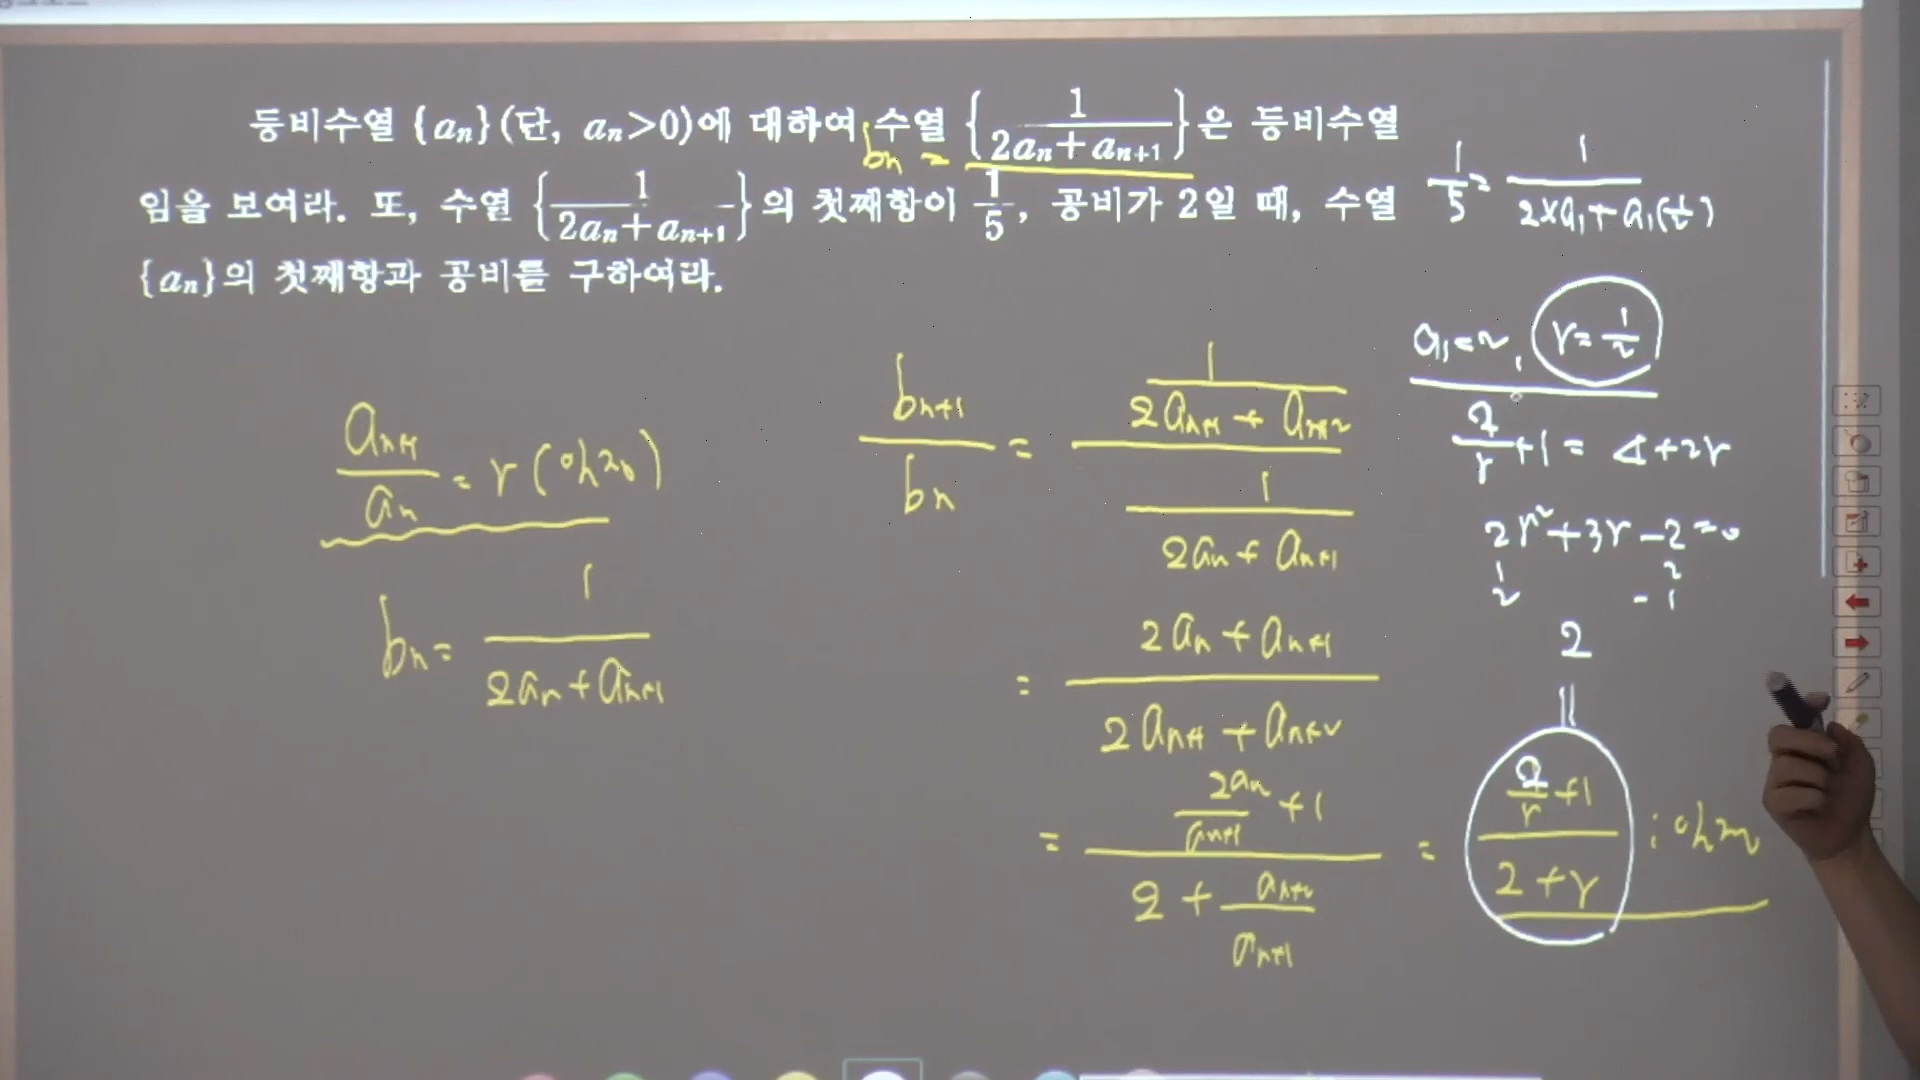 등비수열 {aₙ}(단, aₙ>0)에 대하여 수열 {1/(2aₙ+aₙ₊₁)}은 등비수열
bₙ =
임을 보여라. 또, 수열 {1/(2aₙ+aₙ₊₁)}의 첫째항이 1/5, 공비가 2일 때, 수열
{aₙ}의 첫째항과 공비를 구하여라.
1/5 = 1/(2×a₁+a₁(½))
a₁=2, r=1/2
2/r+1 = 4+2r
2r²+3r-2=0
1 2
2 -1
2
||
aₙ₊₁/aₙ = r
bₙ = 1/(2aₙ+aₙ₊₁)
bₙ₊₁/bₙ = (1/(2aₙ₊₁+aₙ₊₂))/(1/(2aₙ+aₙ₊₁))
= (2aₙ+aₙ₊₁)/(2aₙ₊₁+aₙ₊₂)
= (2aₙ/aₙ₊₁+1)/(2+aₙ₊₂/aₙ₊₁) = (2/r+1)/(2+r) :